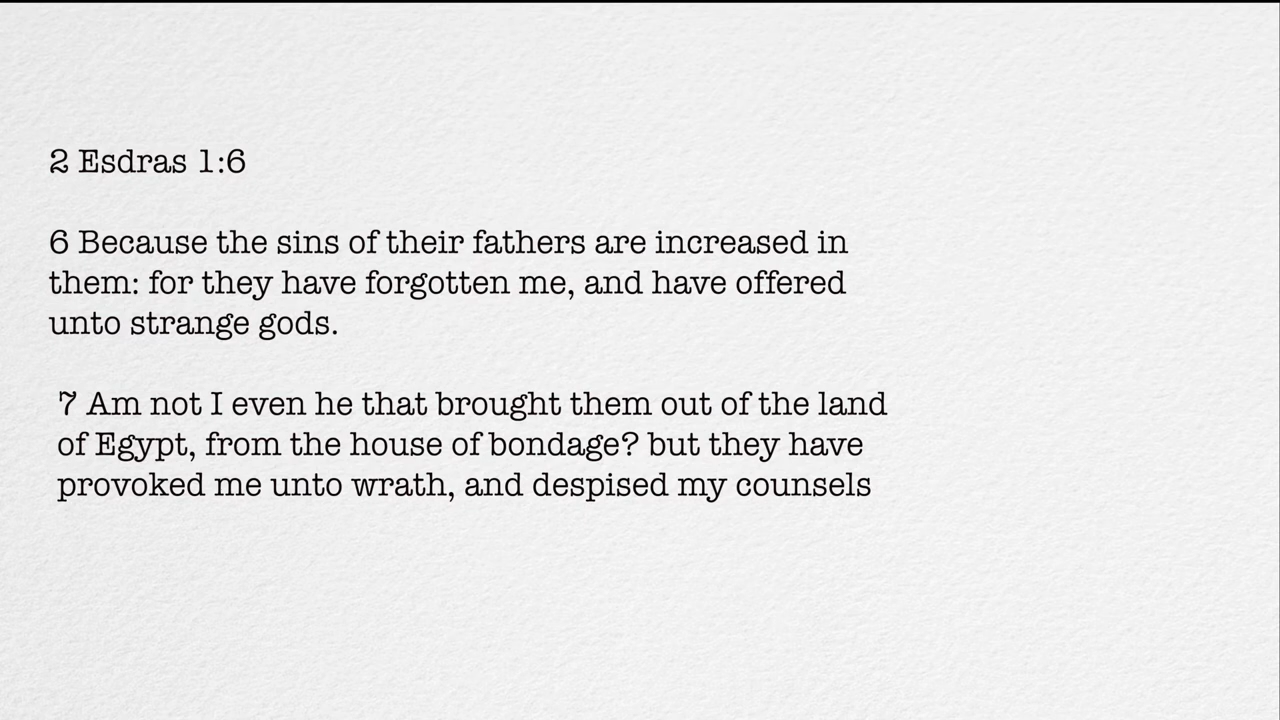 2 Esdras 1:6
6 Because the sins of their fathers are increased in
them: for they have forgotten me, and have offered
unto strange gods.
7 Am not I even he that brought them out of the land
of Egypt, from the house of bondage? but they have
provoked me unto wrath, and despised my counsels